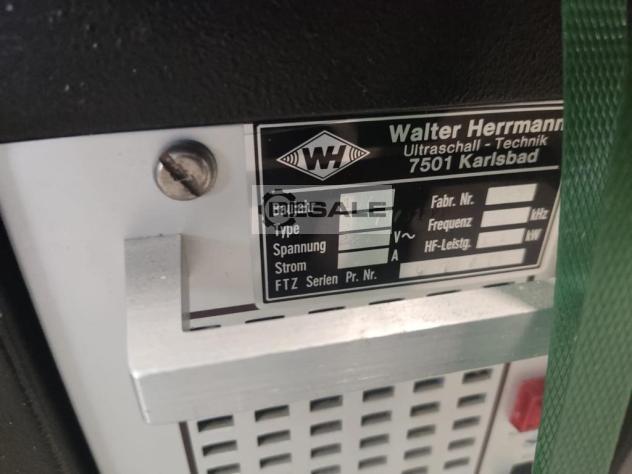 WH
Walter Herrmann
Ultraschall - Technik
7501 Karlsbad
Baujahr
Fabr. Nr.
Type
Frequenz
kHz
Spannung
V~
HF-Leistg.
kW
Strom
A
FTZ Serien Pr. Nr.
SALE